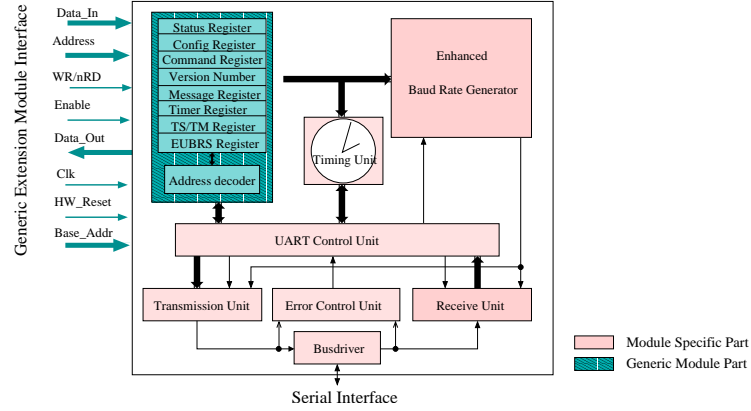 Generic Extension Module Interface
Data_In
Address
WR/nRD
Enable
Data_Out
Clk
HW_Reset
Base_Addr
Status Register
Config Register
Command Register
Version Number
Message Register
Timer Register
TS/TM Register
EUBRS Register
Address decoder
Enhanced
Baud Rate Generator
Timing Unit
UART Control Unit
Transmission Unit
Error Control Unit
Receive Unit
Busdriver
Serial Interface
Module Specific Part
Generic Module Part